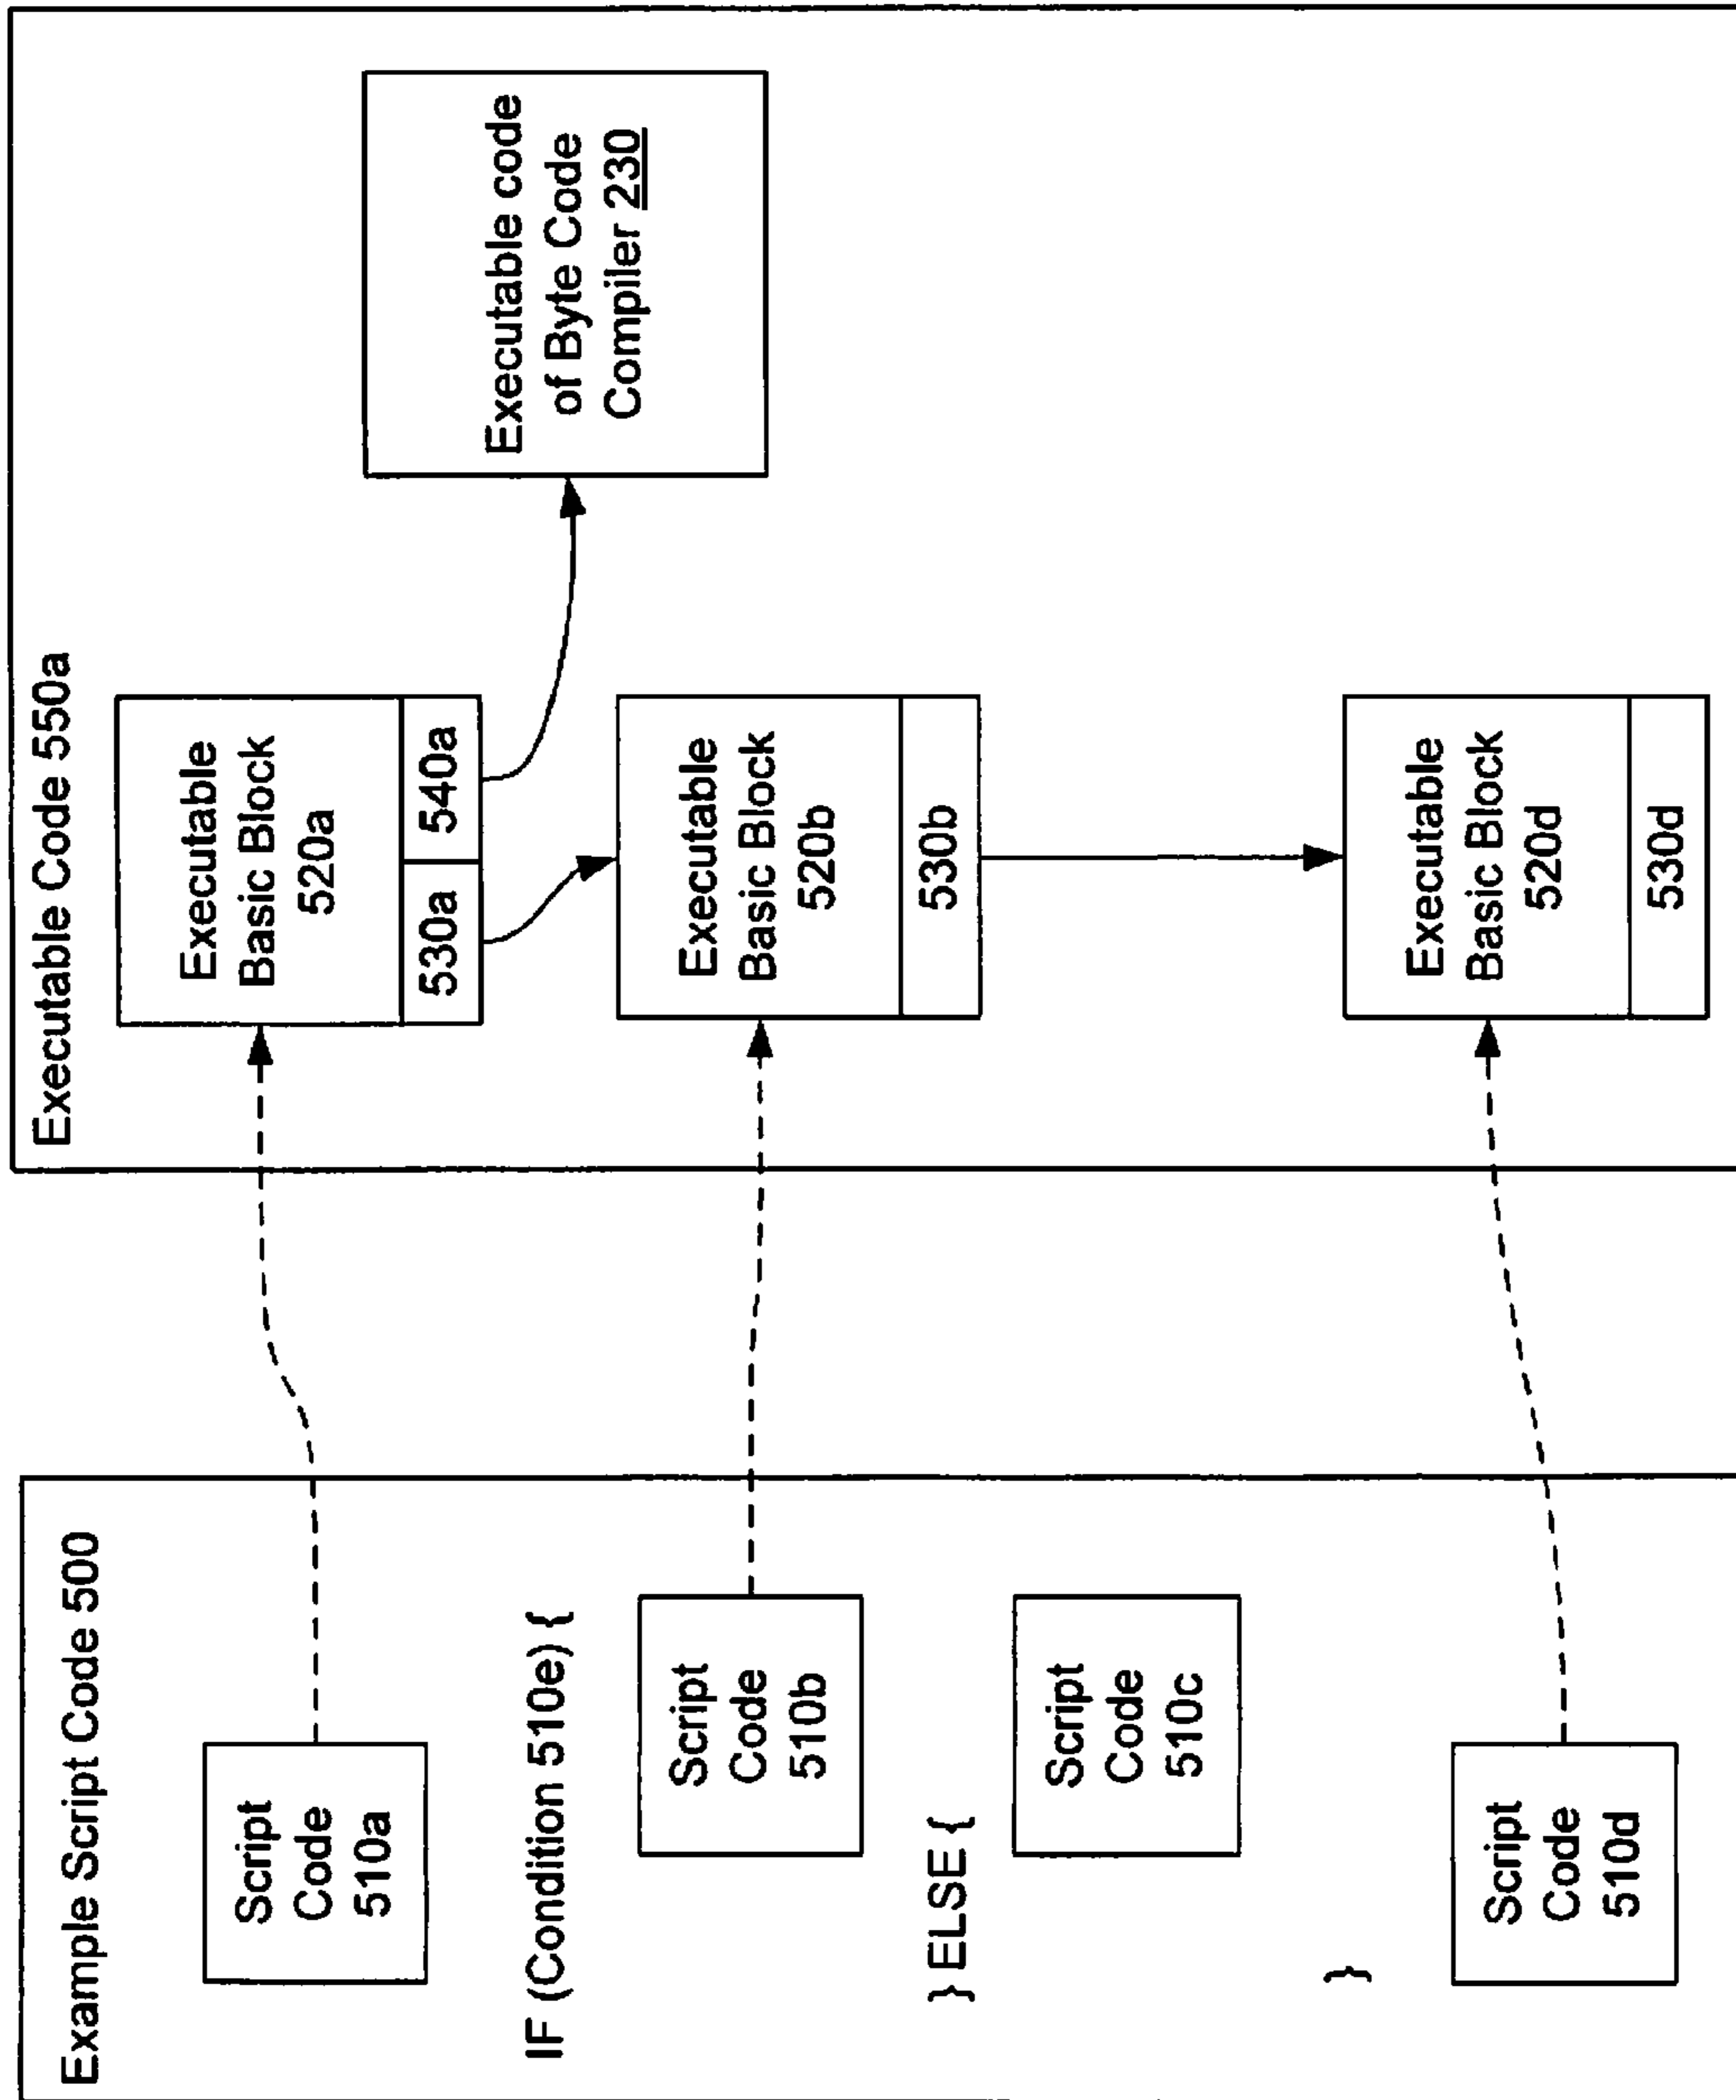 Example Script Code 500
Script
Code
510a
IF (Condition 510e) {
Script
Code
510b
} ELSE {
Script
Code
510c
}
Script
Code
510d
Executable Code 550a
Executable
Basic Block
520a
530a
540a
Executable code
of Byte Code
Compiler 230
Executable
Basic Block
520b
530b
Executable
Basic Block
520d
530d